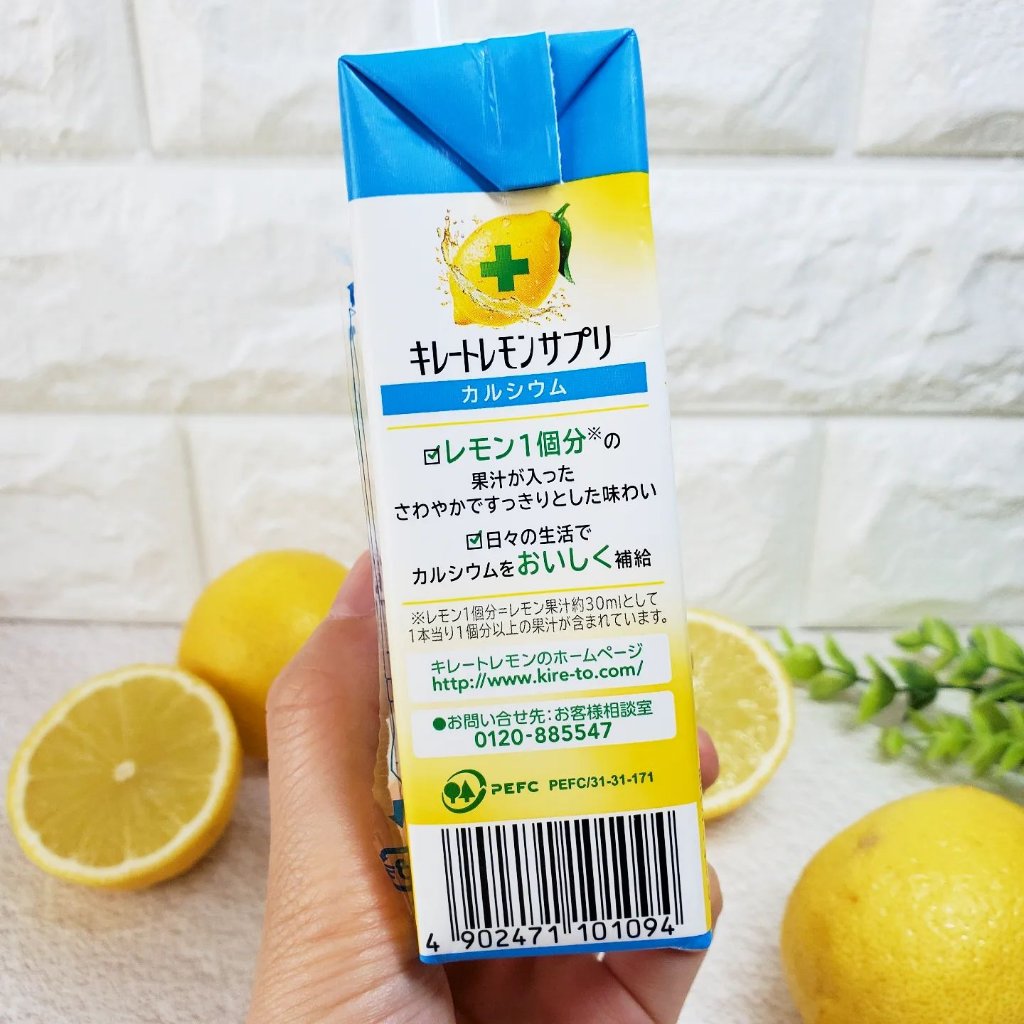 キレートレモンサプリ
カルシウム
☑レモン1個分※の
果汁が入った
さわやかですっきりとした味わい
☑日々の生活で
カルシウムをおいしく補給
※レモン1個分=レモン果汁約30mlとして
1本当り1個分以上の果汁が含まれています。
キレートレモンのホームページ
http://www.kire-to.com/
●お問い合せ先:お客様相談室
0120-885547
PEFC PEFC/31-31-171
4 902471 101094